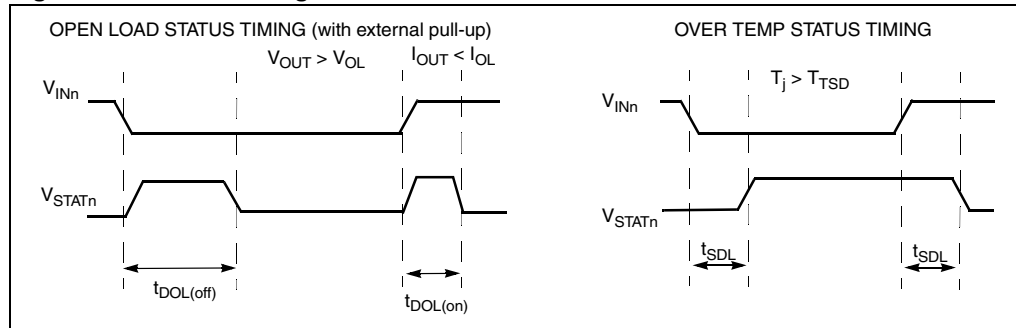 OPEN LOAD STATUS TIMING (with external pull-up)
VOUT > VOL
IOUT < IOL
VINn
VSTATn
tDOL(off)
tDOL(on)
OVER TEMP STATUS TIMING
Tj > TTSD
VINn
VSTATn
tSDL
tSDL